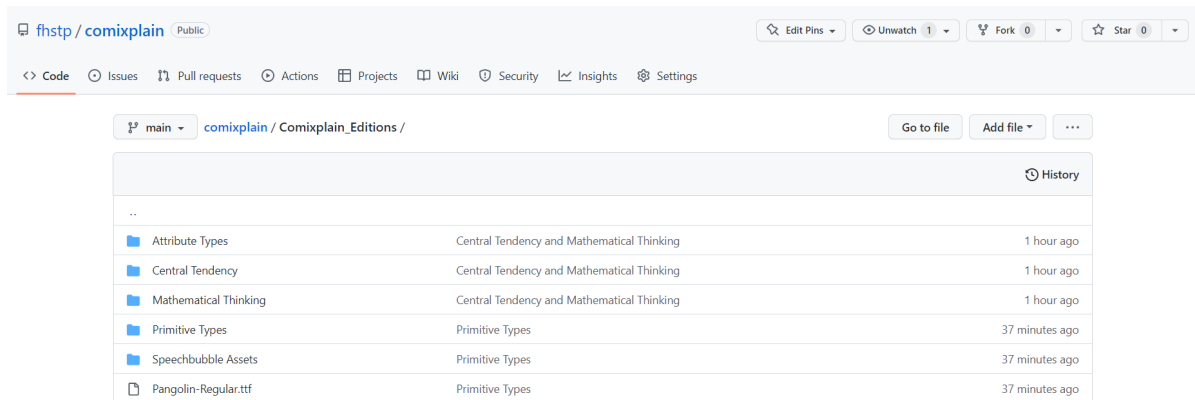 fhstp / comixplain Public Edit Pins Unwatch 1 Fork 0 Star 0
Code Issues Pull requests Actions Projects Wiki Security Insights Settings
main comixplain / Comixplain_Editions / Go to file Add file ...
History
..
Attribute Types Central Tendency and Mathematical Thinking 1 hour ago
Central Tendency Central Tendency and Mathematical Thinking 1 hour ago
Mathematical Thinking Central Tendency and Mathematical Thinking 1 hour ago
Primitive Types Primitive Types 37 minutes ago
Speechbubble Assets Primitive Types 37 minutes ago
Pangolin-Regular.ttf Primitive Types 37 minutes ago